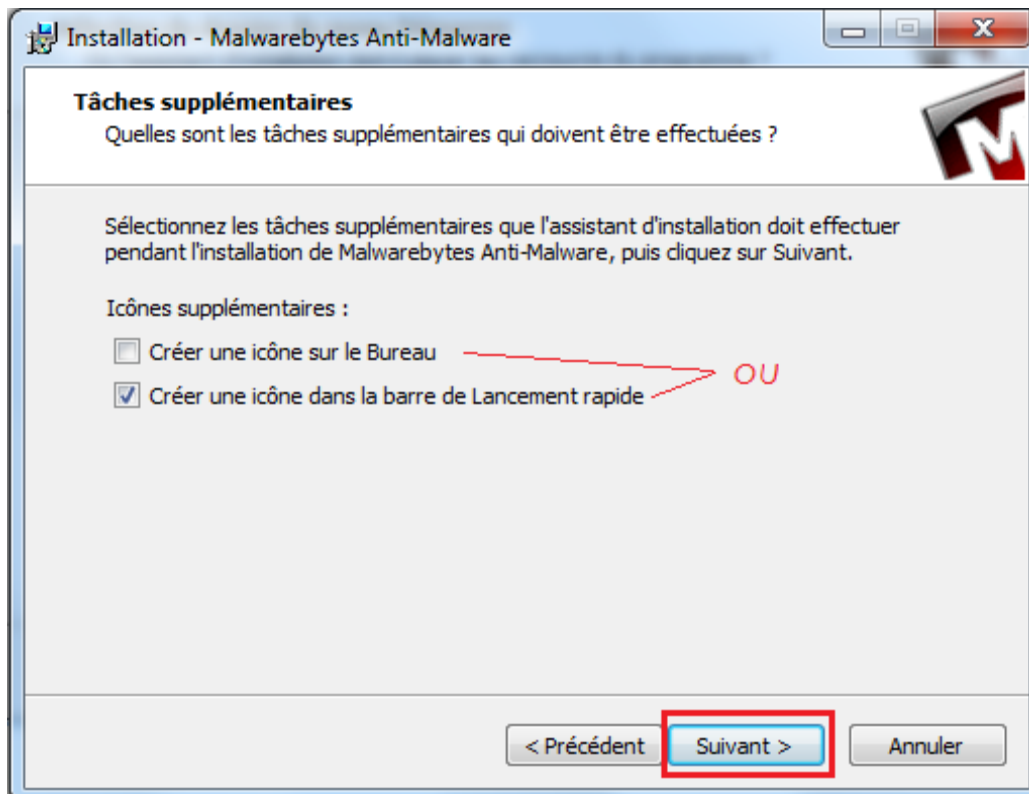 Installation - Malwarebytes Anti-Malware
Tâches supplémentaires
Quelles sont les tâches supplémentaires qui doivent être effectuées ?
Sélectionnez les tâches supplémentaires que l'assistant d'installation doit effectuer
pendant l'installation de Malwarebytes Anti-Malware, puis cliquez sur Suivant.
Icônes supplémentaires :
Créer une icône sur le Bureau
OU
Créer une icône dans la barre de Lancement rapide
< Précédent Suivant > Annuler